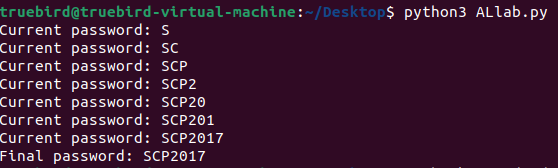 truebird@truebird-virtual-machine:~/Desktop$ python3 ALlab.py
Current password: S
Current password: SC
Current password: SCP
Current password: SCP2
Current password: SCP20
Current password: SCP201
Current password: SCP2017
Final password: SCP2017